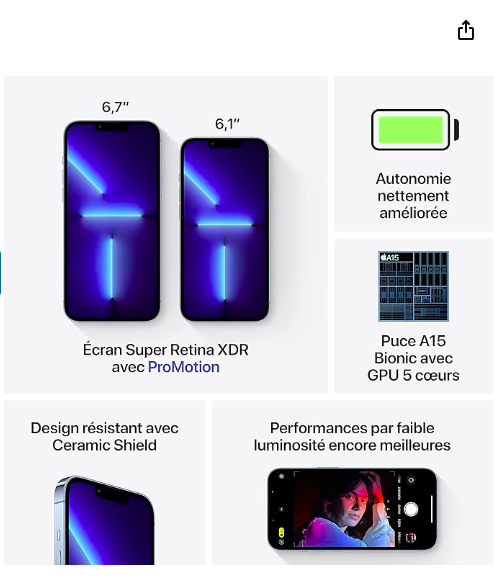 6,7”
6,1”
Écran Super Retina XDR
avec ProMotion
Autonomie
nettement
améliorée
A15
Puce A15
Bionic avec
GPU 5 cœurs
Design résistant avec
Ceramic Shield
Performances par faible
luminosité encore meilleures